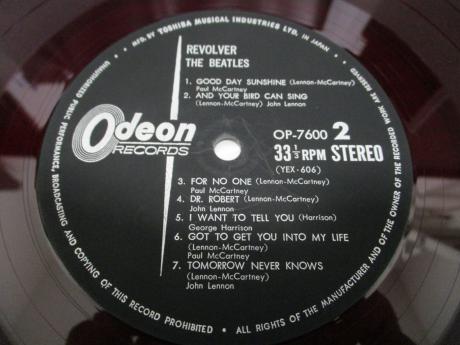 • MFD. BY TOSHIBA MUSICAL INDUSTRIES LTD. IN JAPAN •
REVOLVER
THE BEATLES
1. GOOD DAY SUNSHINE (Lennon-McCartney)
Paul McCartney
2. AND YOUR BIRD CAN SING
(Lennon-McCartney) John Lennon
Odeon
RECORDS
OP-7600 2
33 1/3 RPM STEREO
(YEX-606)
3. FOR NO ONE (Lennon-McCartney)
Paul McCartney
4. DR. ROBERT (Lennon-McCartney)
John Lennon
5. I WANT TO TELL YOU (Harrison)
George Harrison
6. GOT TO GET YOU INTO MY LIFE
(Lennon-McCartney)
Paul McCartney
7. TOMORROW NEVER KNOWS
(Lennon-McCartney)
John Lennon
UNAUTHORIZED PUBLIC PERFORMANCE, BROADCASTING AND COPYING OF THIS RECORD PROHIBITED • ALL RIGHTS OF THE MANUFACTURER AND OF THE OWNER OF THE RECORDED WORK ARE RESERVED